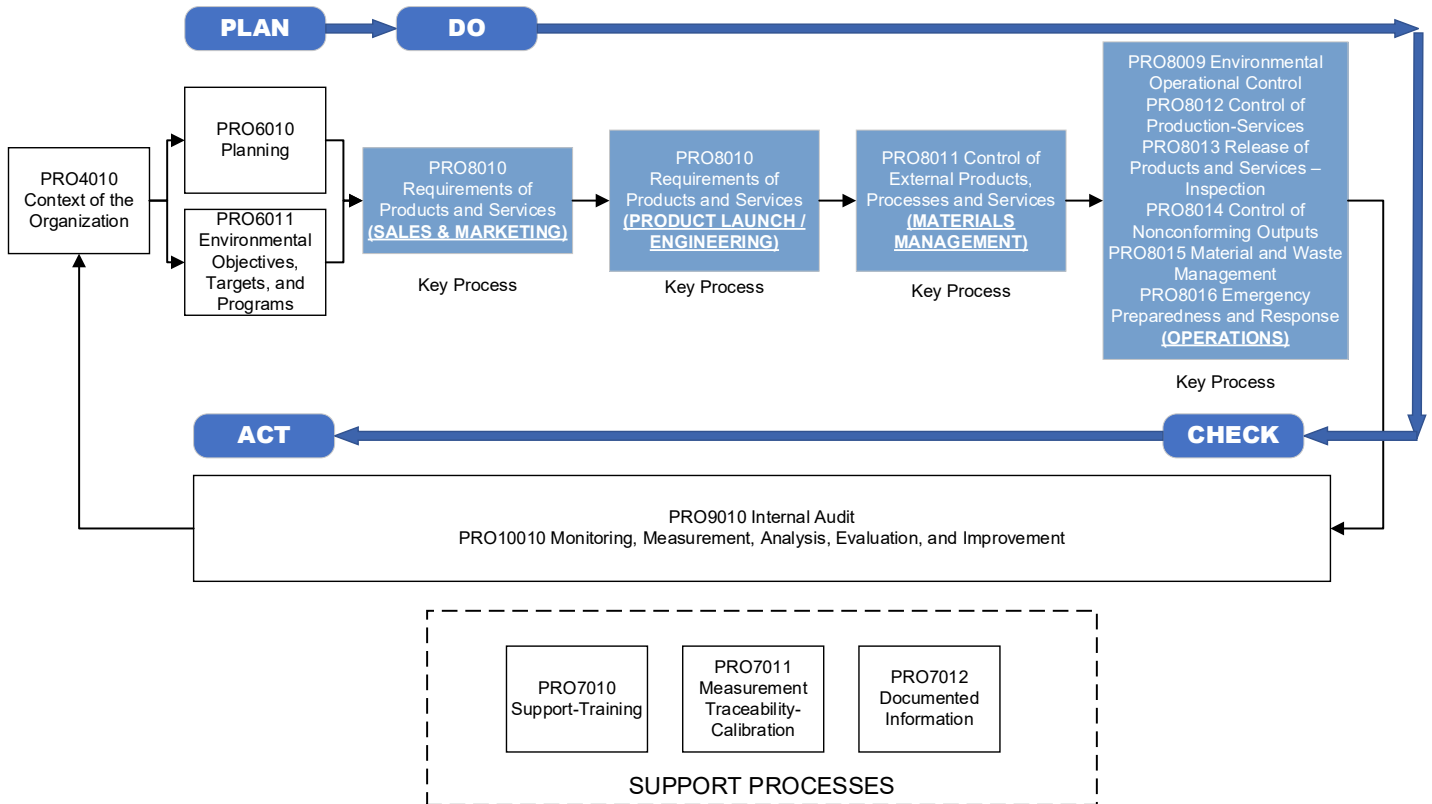 PLAN
DO
PRO4010
Context of the
Organization
PRO6010
Planning
PRO6011
Environmental
Objectives,
Targets, and
Programs
PRO8010
Requirements of
Products and Services
(SALES & MARKETING)
Key Process
PRO8010
Requirements of
Products and Services
(PRODUCT LAUNCH /
ENGINEERING)
Key Process
PRO8011 Control of
External Products,
Processes and Services
(MATERIALS
MANAGEMENT)
Key Process
PRO8009 Environmental
Operational Control
PRO8012 Control of
Production-Services
PRO8013 Release of
Products and Services –
Inspection
PRO8014 Control of
Nonconforming Outputs
PRO8015 Material and Waste
Management
PRO8016 Emergency
Preparedness and Response
(OPERATIONS)
Key Process
ACT
CHECK
PRO9010 Internal Audit
PRO10010 Monitoring, Measurement, Analysis, Evaluation, and Improvement
PRO7010
Support-Training
PRO7011
Measurement
Traceability-
Calibration
PRO7012
Documented
Information
SUPPORT PROCESSES